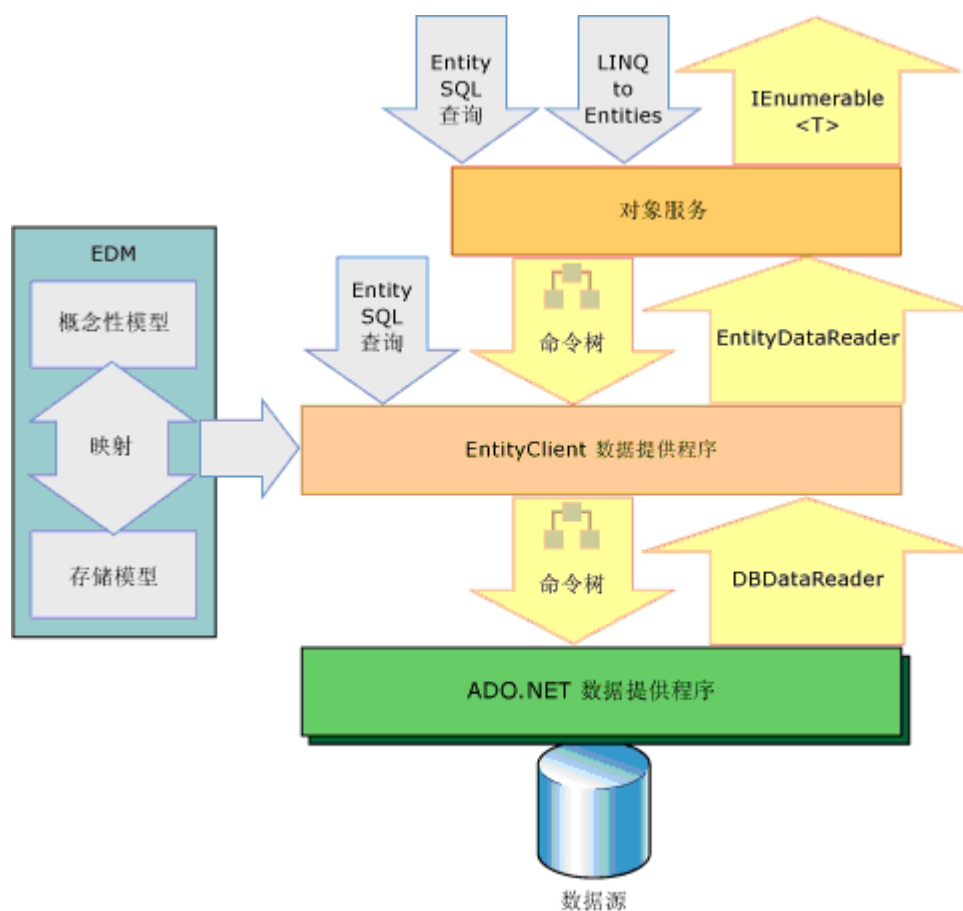 Entity
SQL
查询
LINQ
to
Entities
IEnumerable
<T>
对象服务
EDM
概念性模型
映射
存储模型
Entity
SQL
查询
命令树
EntityDataReader
EntityClient 数据提供程序
命令树
DBDataReader
ADO.NET 数据提供程序
数据源